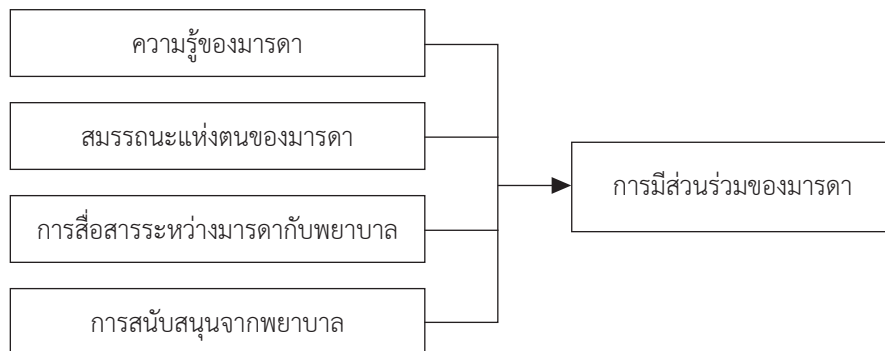 ความรู้ของมารดา
สมรรถนะแห่งตนของมารดา
การมีส่วนร่วมของมารดา
การสื่อสารระหว่างมารดากับพยาบาล
การสนับสนุนจากพยาบาล